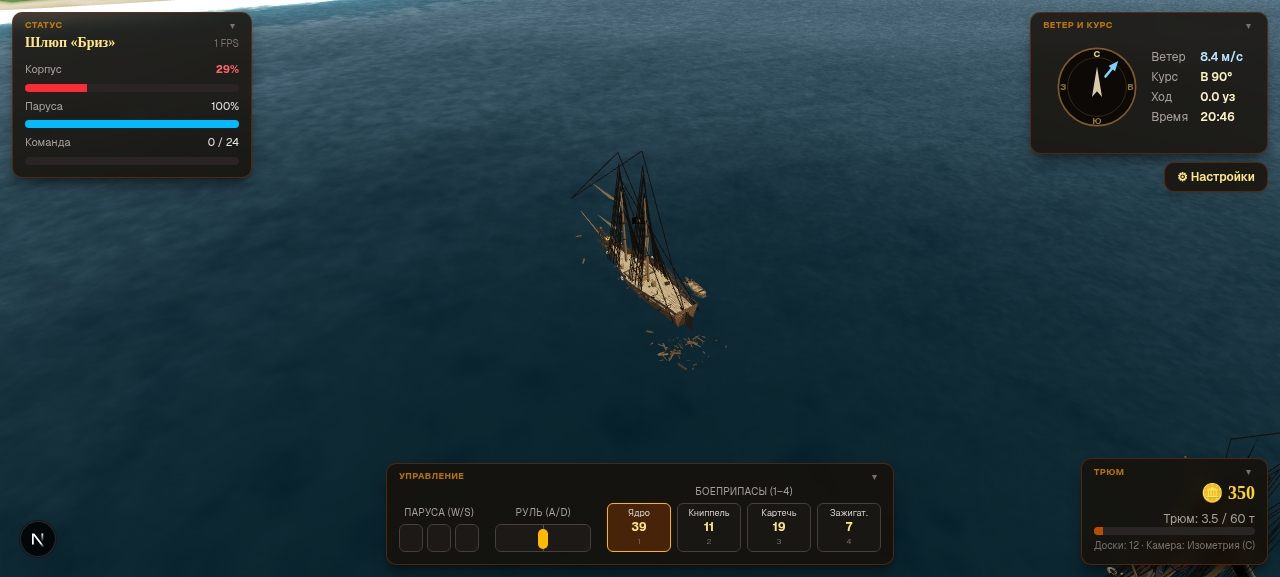 СТАТУС ▼
Шлюп «Бриз» 1 FPS
Корпус 29%
Паруса 100%
Команда 0 / 24
ВЕТЕР И КУРС ▼
С
З В
Ю
Ветер 8.4 м/с
Курс В 90°
Ход 0.0 уз
Время 20:46
⚙ Настройки
УПРАВЛЕНИЕ ▼
ПАРУСА (W/S) РУЛЬ (A/D) БОЕПРИПАСЫ (1–4)
Ядро Книппель Картечь Зажигат.
39 11 19 7
1 2 3 4
ТРЮМ ▼
🪙 350
Трюм: 3.5 / 60 т
Доски: 12 · Камера: Изометрия (C)
N